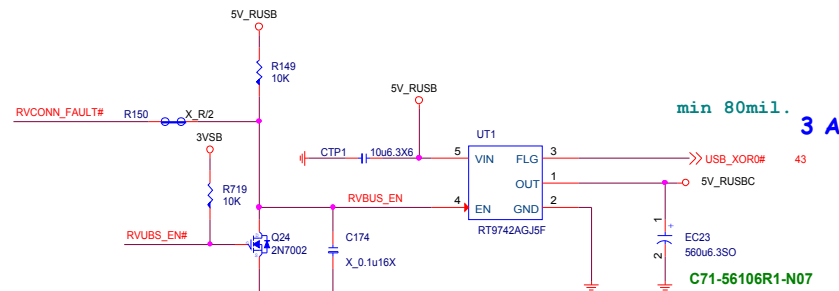 5V_RUSB
R149
10K
RVCONN_FAULT#
R150
X_R/2
3VSB
R719
10K
RVUBS_EN#
Q24
2N7002
C174
X_0.1u16X
RVBUS_EN
5V_RUSB
CTP1
10u6.3X6
UT1
5 VIN FLG 3
OUT 1
4 EN GND 2
RT9742AGJ5F
min 80mil.
3 A
USB_XOR0# 43
5V_RUSBC
1
2
EC23
560u6.3SO
C71-56106R1-N07